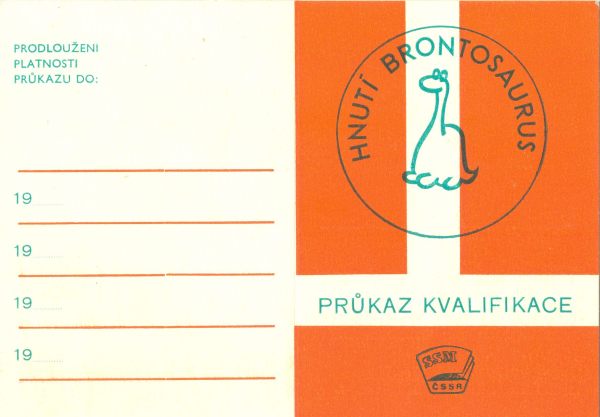 PRODLOUŽENI
PLATNOSTI
PRŮKAZU DO:
19
19
19
19
HNUTÍ BRONTOSAURUS
PRŮKAZ KVALIFIKACE
SSM
ČSSR